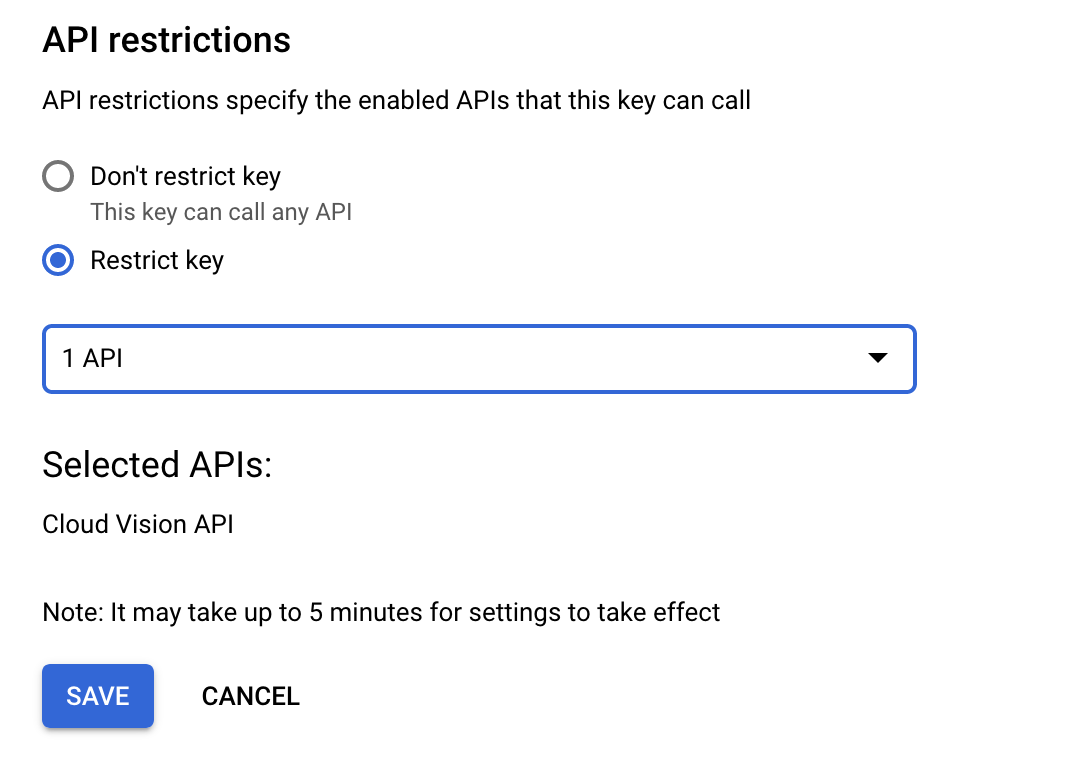 API restrictions
API restrictions specify the enabled APIs that this key can call
Don't restrict key
This key can call any API
Restrict key
1 API
Selected APIs:
Cloud Vision API
Note: It may take up to 5 minutes for settings to take effect
SAVE CANCEL